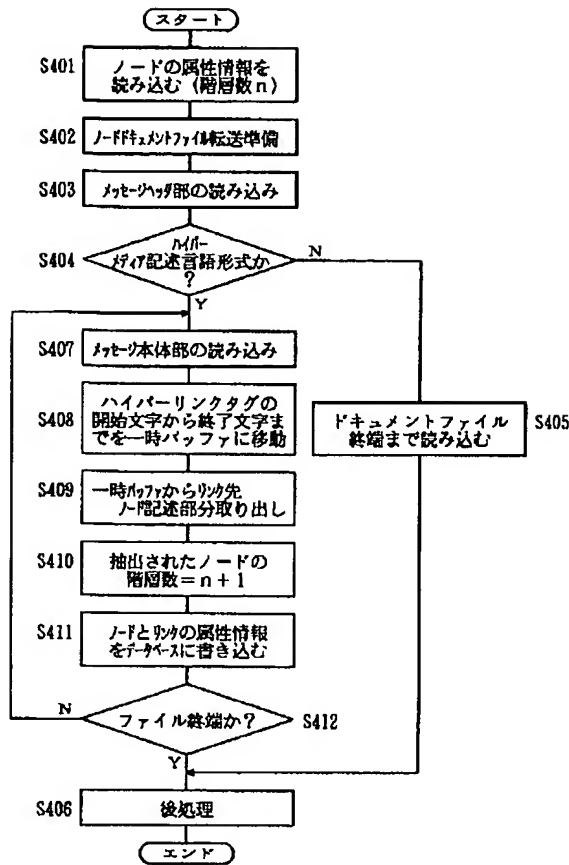 スタート
S401
ノードの属性情報を
読み込む (階層数n)
S402
ノードドキュメントファイル転送準備
S403
メッセージヘッダ部の読み込み
S404
ハイパー
メディア記述言語形式か
?
N
Y
S407
メッセージ本体部の読み込み
S408
ハイパーリンクタグの
開始文字から終了文字ま
でを一時バッファに移動
ドキュメントファイル
終端まで読み込む
S405
S409
一時バッファからリンク先
ノード記述部分取り出し
S410
抽出されたノードの
階層数=n+1
S411
ノードとリンクの属性情報
をデータベースに書き込む
N
ファイル終端か?
S412
Y
S406
後処理
エンド